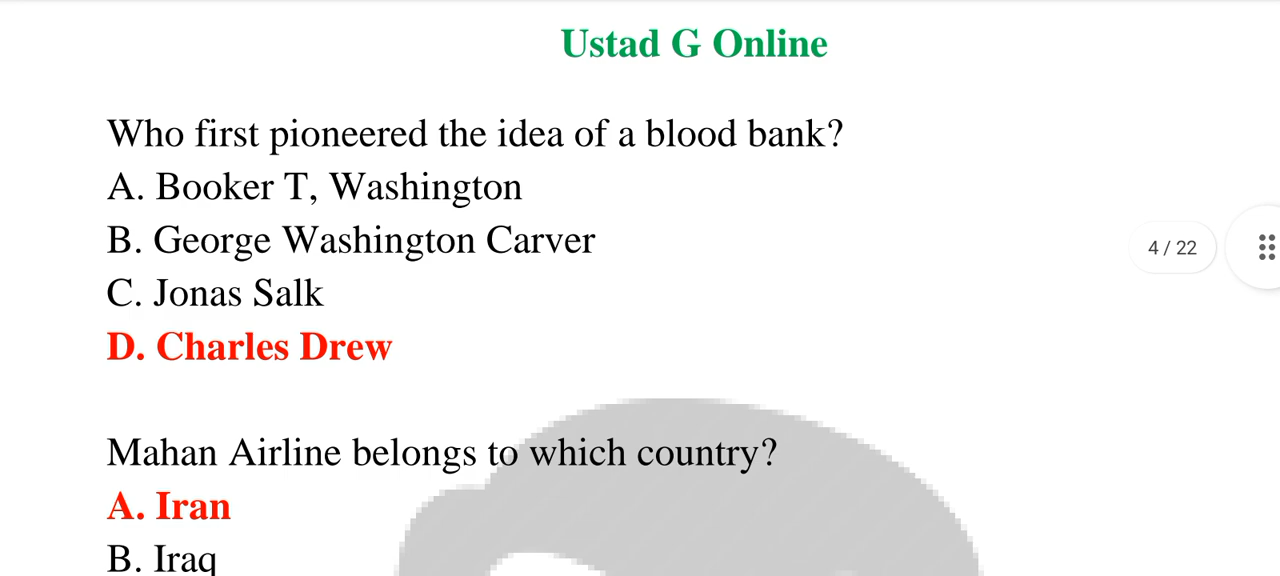 Ustad G Online
Who first pioneered the idea of a blood bank?
A. Booker T, Washington
B. George Washington Carver
C. Jonas Salk
D. Charles Drew
4 / 22
Mahan Airline belongs to which country?
A. Iran
B. Iraq